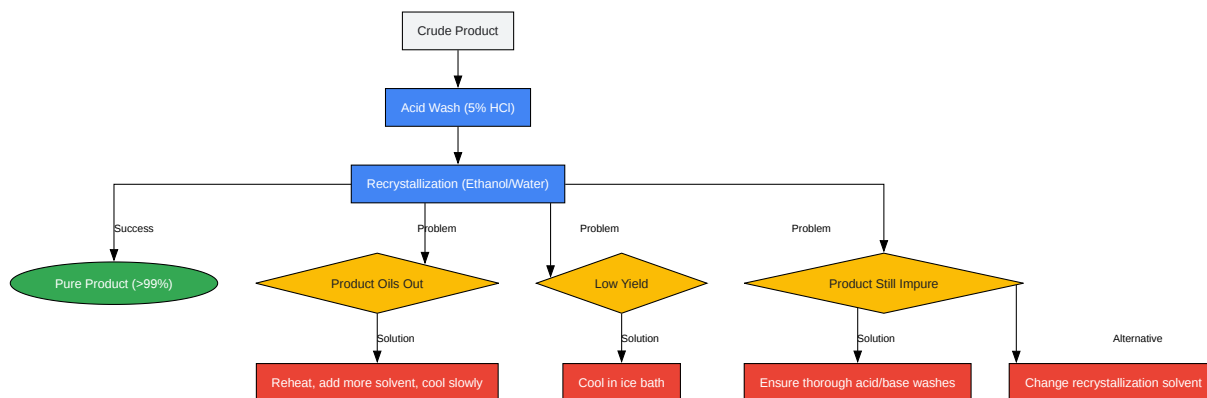 Crude Product
Acid Wash (5% HCl)
Recrystallization (Ethanol/Water)
Success
Problem
Problem
Problem
Pure Product (>99%)
Product Oils Out
Low Yield
Product Still Impure
Solution
Solution
Solution
Alternative
Reheat, add more solvent, cool slowly
Cool in ice bath
Ensure thorough acid/base washes
Change recrystallization solvent